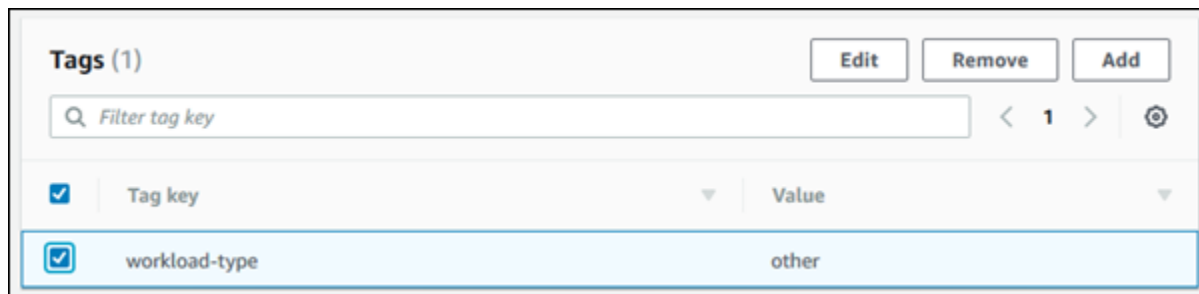 Tags (1) Edit Remove Add
Filter tag key 1
Tag key Value
workload-type other